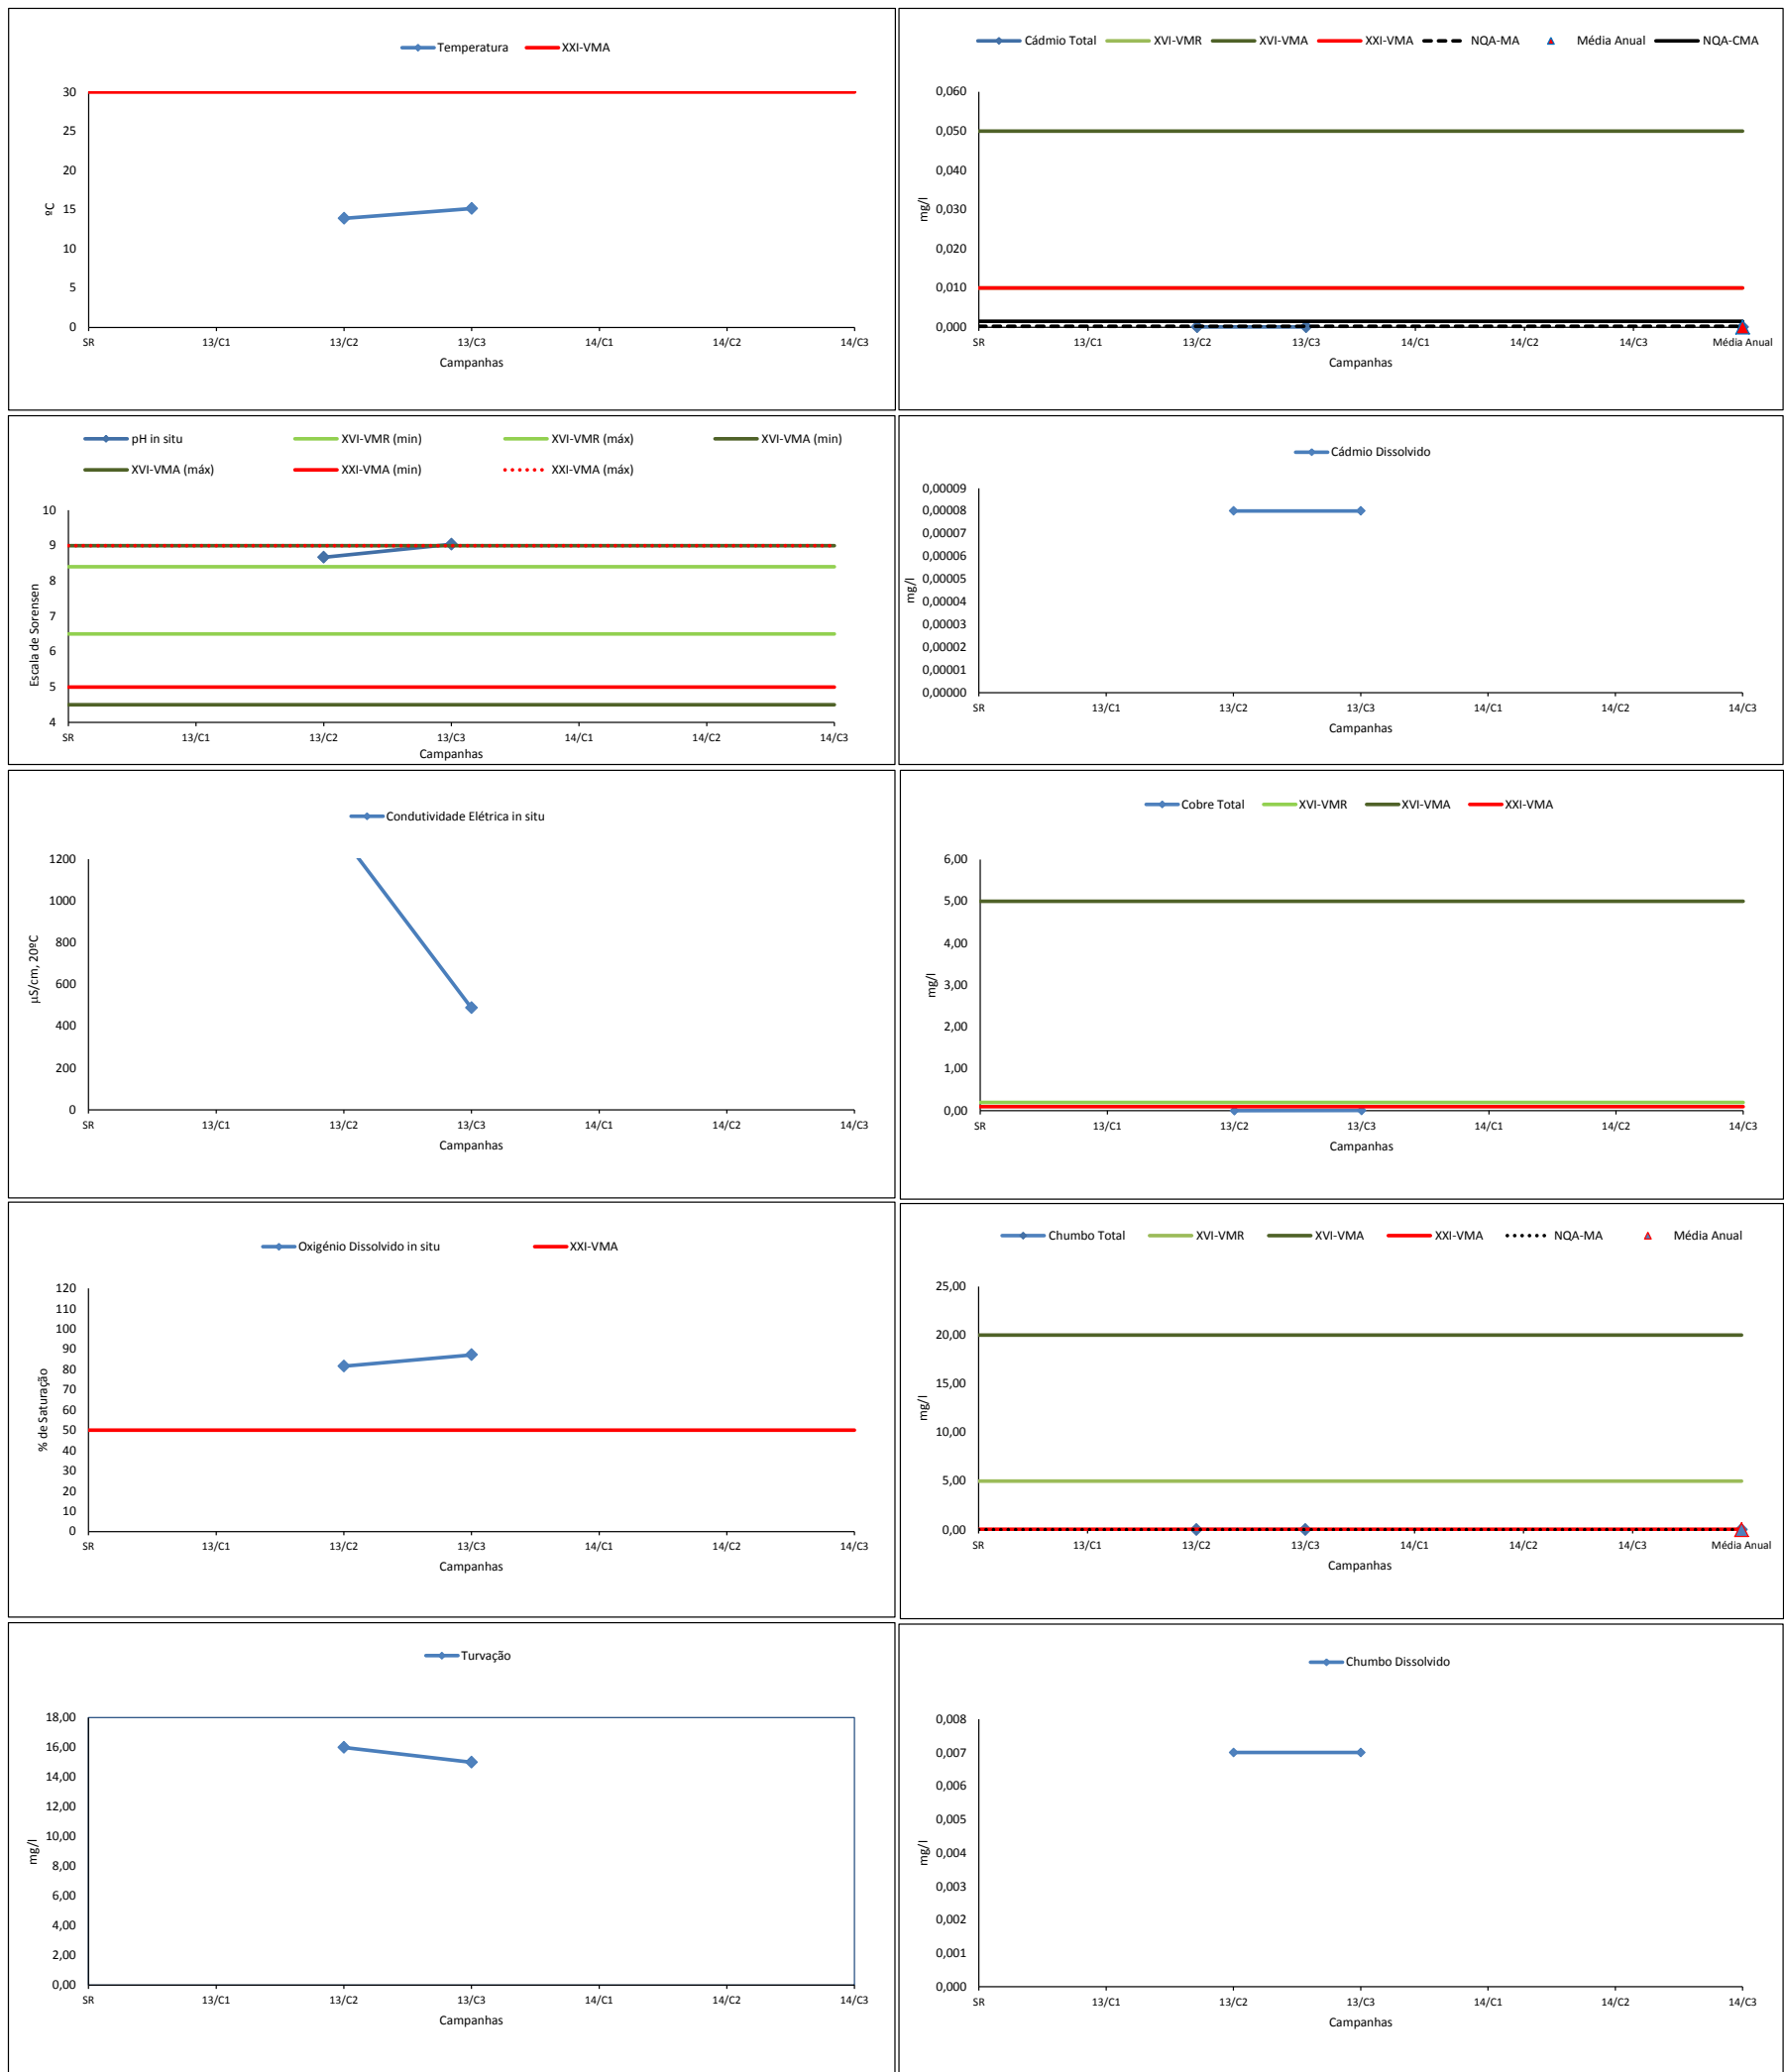 Temperatura XXI-VMA
30
25
20
15
10
5
0
ºC
SR 13/C1 13/C2 13/C3 14/C1 14/C2 14/C3
Campanhas
Cádmio Total XVI-VMR XVI-VMA XXI-VMA NQA-MA Média Anual NQA-CMA
0,060
0,050
0,040
0,030
0,020
0,010
0,000
mg/l
SR 13/C1 13/C2 13/C3 14/C1 14/C2 14/C3 Média Anual
Campanhas
pH in situ XVI-VMR (min) XVI-VMR (máx) XVI-VMA (min)
XVI-VMA (máx) XXI-VMA (min) XXI-VMA (máx)
10
9
8
7
6
5
4
Escala de Sorensen
SR 13/C1 13/C2 13/C3 14/C1 14/C2 14/C3
Campanhas
Cádmio Dissolvido
0,00009
0,00008
0,00007
0,00006
0,00005
0,00004
0,00003
0,00002
0,00001
0,00000
mg/l
SR 13/C1 13/C2 13/C3 14/C1 14/C2 14/C3
Campanhas
Condutividade Elétrica in situ
1200
1000
800
600
400
200
0
µS/cm, 20ºC
SR 13/C1 13/C2 13/C3 14/C1 14/C2 14/C3
Campanhas
Cobre Total XVI-VMR XVI-VMA XXI-VMA
6,00
5,00
4,00
3,00
2,00
1,00
0,00
mg/l
SR 13/C1 13/C2 13/C3 14/C1 14/C2 14/C3
Campanhas
Oxigénio Dissolvido in situ XXI-VMA
120
110
100
90
80
70
60
50
40
30
20
10
0
% de Saturação
SR 13/C1 13/C2 13/C3 14/C1 14/C2 14/C3
Campanhas
Chumbo Total XVI-VMR XVI-VMA XXI-VMA NQA-MA Média Anual
25,00
20,00
15,00
10,00
5,00
0,00
mg/l
SR 13/C1 13/C2 13/C3 14/C1 14/C2 14/C3 Média Anual
Campanhas
Turvação
18,00
16,00
14,00
12,00
10,00
8,00
6,00
4,00
2,00
0,00
mg/l
SR 13/C1 13/C2 13/C3 14/C1 14/C2 14/C3
Campanhas
Chumbo Dissolvido
0,008
0,007
0,006
0,005
0,004
0,003
0,002
0,001
0,000
mg/l
SR 13/C1 13/C2 13/C3 14/C1 14/C2 14/C3
Campanhas